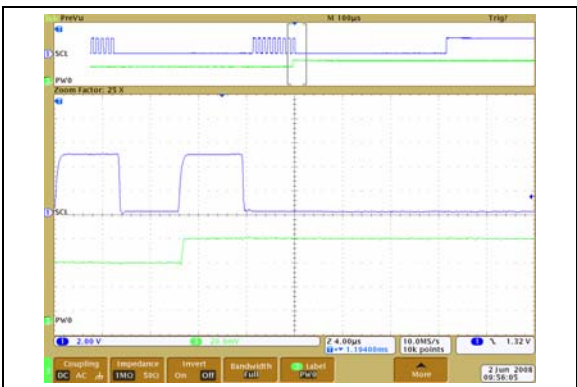 PreVu M 100µs Trig?
SCL
PW0
Zoom Factor: 25 X
SCL
PW0
1 2.00 V 20.0mV Z 4.00µs 10.0MS/s 1 1.32 V
1.19400ms 10k points
Coupling Impedance Invert Bandwidth Label More 2 Jun 2008
DC AC 1MΩ 50Ω On Off Full PW0 09:56:05